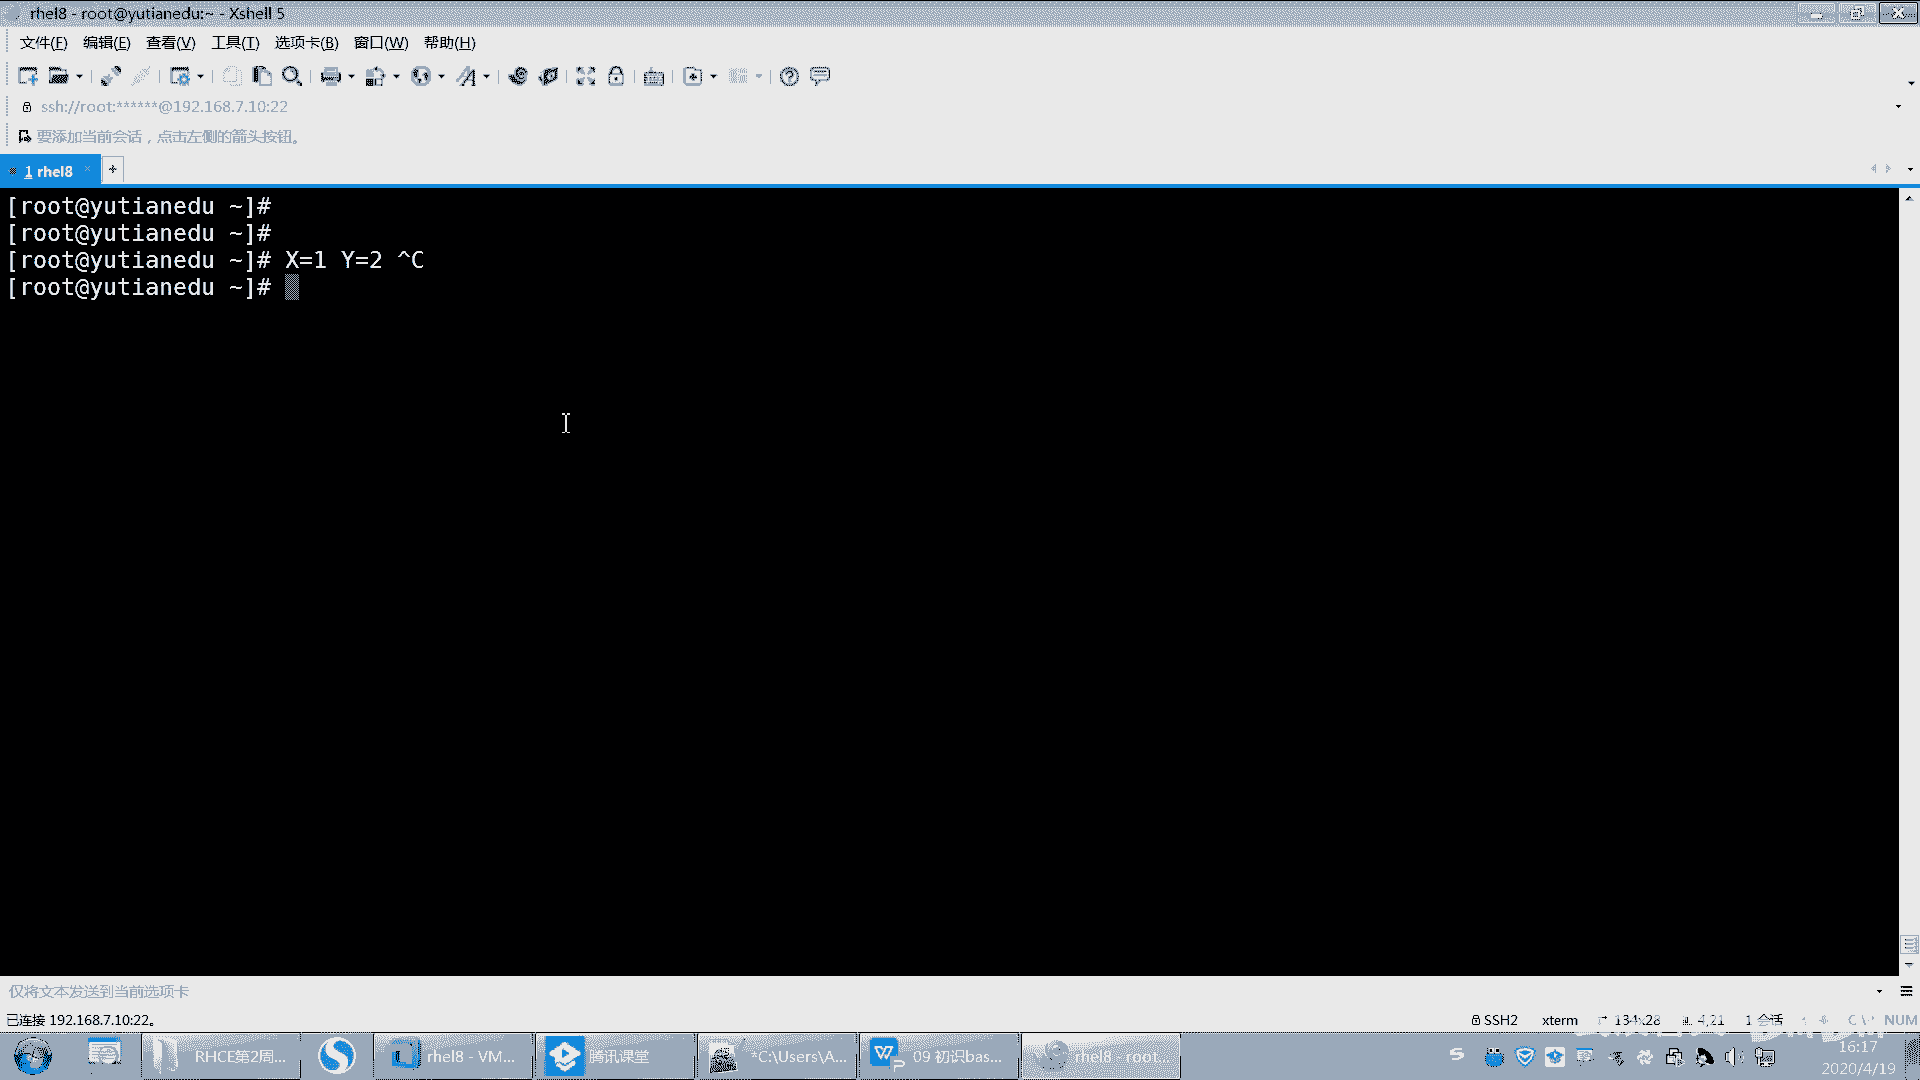 rhel8 - root@yutianedu:~ - Xshell 5
文件(F) 编辑(E) 查看(V) 工具(T) 选项卡(B) 窗口(W) 帮助(H)
ssh://root:******@192.168.7.10:22
要添加当前会话，点击左侧的箭头按钮。
1 rhel8
[root@yutianedu ~]#
[root@yutianedu ~]#
[root@yutianedu ~]# X=1 Y=2 ^C
[root@yutianedu ~]#
仅将文本发送到当前选项卡
已连接 192.168.7.10:22。
SSH2 xterm 134x28 4,21 1 会话 NUM
RHCE第2周... rhel8 - VM... 腾讯课堂 *C:\Users\A... 09 初识bas... rhel8 - root...
16:17
2020/4/19